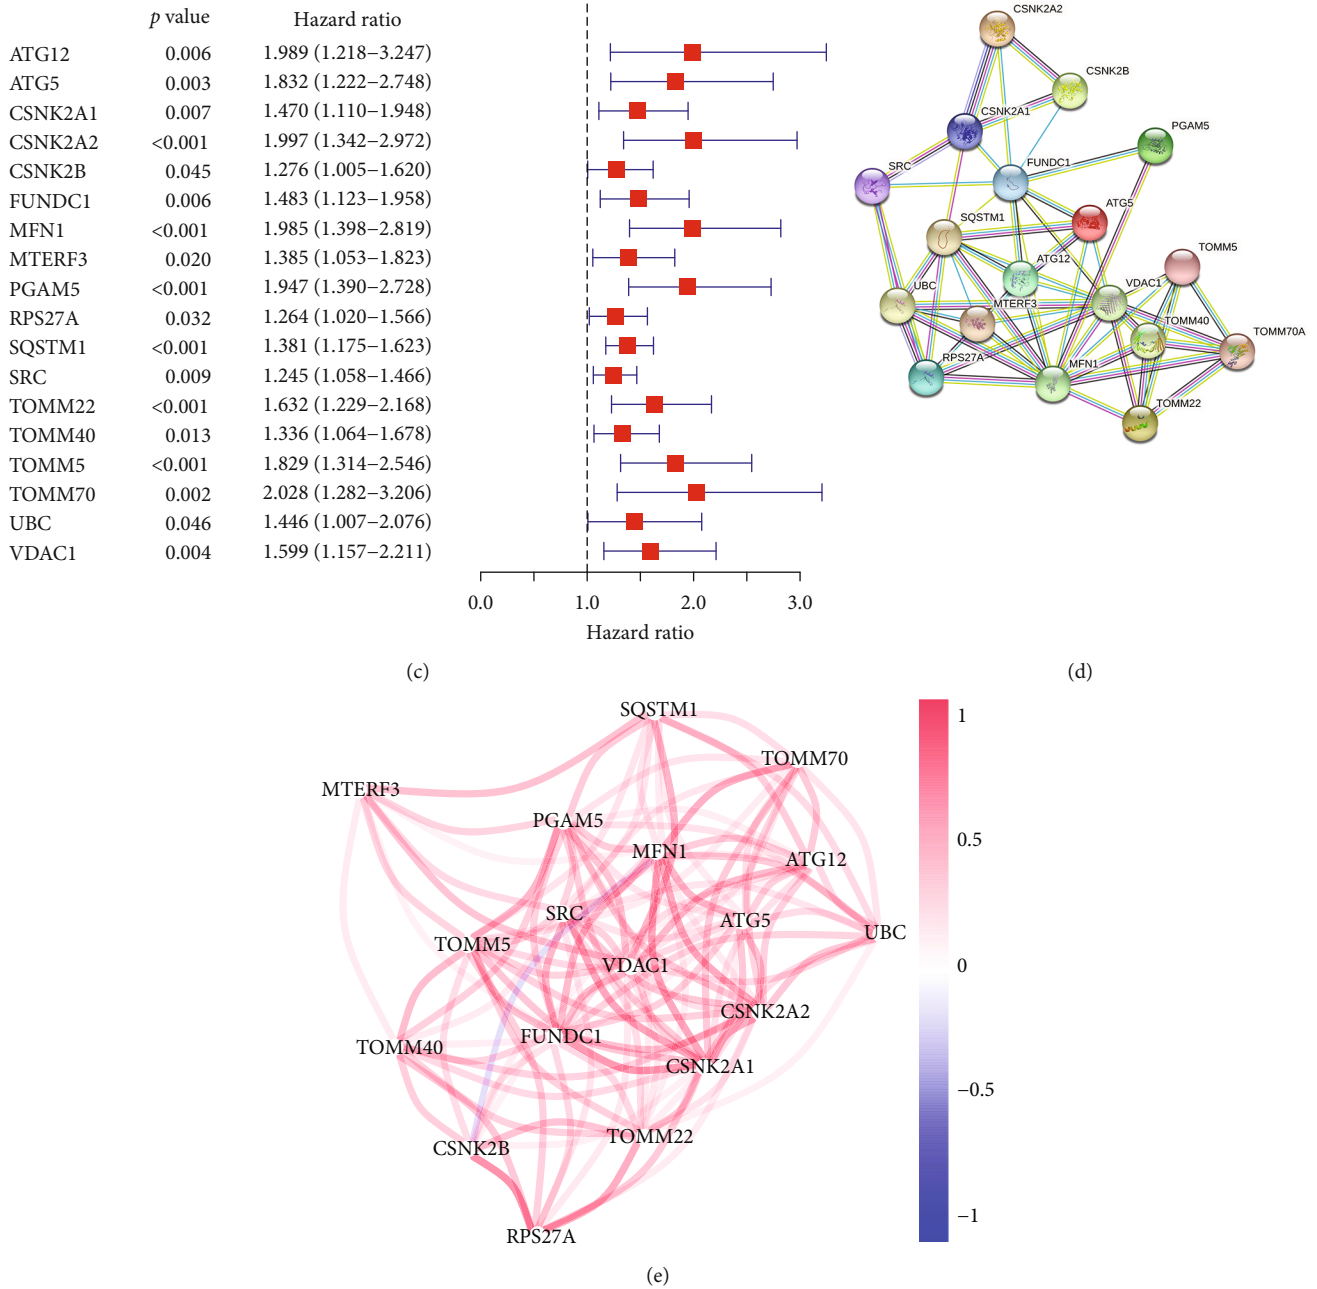 p value Hazard ratio
ATG12 0.006 1.989 (1.218−3.247)
ATG5 0.003 1.832 (1.222−2.748)
CSNK2A1 0.007 1.470 (1.110−1.948)
CSNK2A2 <0.001 1.997 (1.342−2.972)
CSNK2B 0.045 1.276 (1.005−1.620)
FUNDC1 0.006 1.483 (1.123−1.958)
MFN1 <0.001 1.985 (1.398−2.819)
MTERF3 0.020 1.385 (1.053−1.823)
PGAM5 <0.001 1.947 (1.390−2.728)
RPS27A 0.032 1.264 (1.020−1.566)
SQSTM1 <0.001 1.381 (1.175−1.623)
SRC 0.009 1.245 (1.058−1.466)
TOMM22 <0.001 1.632 (1.229−2.168)
TOMM40 0.013 1.336 (1.064−1.678)
TOMM5 <0.001 1.829 (1.314−2.546)
TOMM70 0.002 2.028 (1.282−3.206)
UBC 0.046 1.446 (1.007−2.076)
VDAC1 0.004 1.599 (1.157−2.211)
0.0 1.0 2.0 3.0
Hazard ratio
(c)
CSNK2A2
CSNK2B
CSNK2A1
PGAM5
SRC
FUNDC1
ATG5
SQSTM1
TOMM5
ATG12
UBC
VDAC1
MTERF3
TOMM40
TOMM70A
RPS27A
MFN1
TOMM22
(d)
SQSTM1
TOMM70
MTERF3
PGAM5
MFN1
ATG12
SRC
ATG5
UBC
TOMM5
VDAC1
CSNK2A2
FUNDC1
TOMM40
CSNK2A1
TOMM22
CSNK2B
RPS27A
1
0.5
0
−0.5
−1
(e)